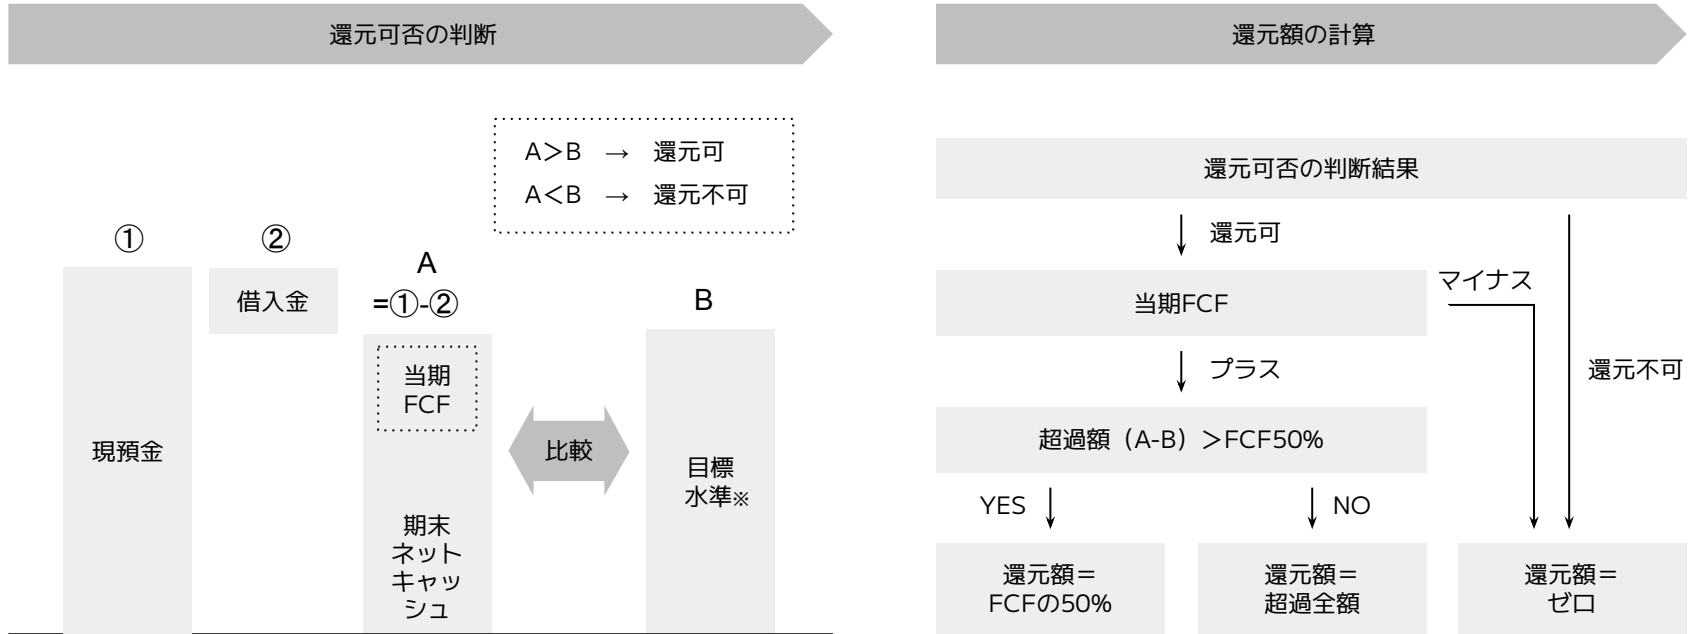 還元可否の判断
A＞B → 還元可
A＜B → 還元不可
①
現預金
②
借入金
A
=①-②
当期
FCF
期末
ネット
キャッ
シュ
比較
B
目標
水準※
還元額の計算
還元可否の判断結果
還元可
当期FCF
マイナス
プラス
還元不可
超過額（A-B）＞FCF50%
YES
NO
還元額＝
FCFの50%
還元額＝
超過全額
還元額＝
ゼロ